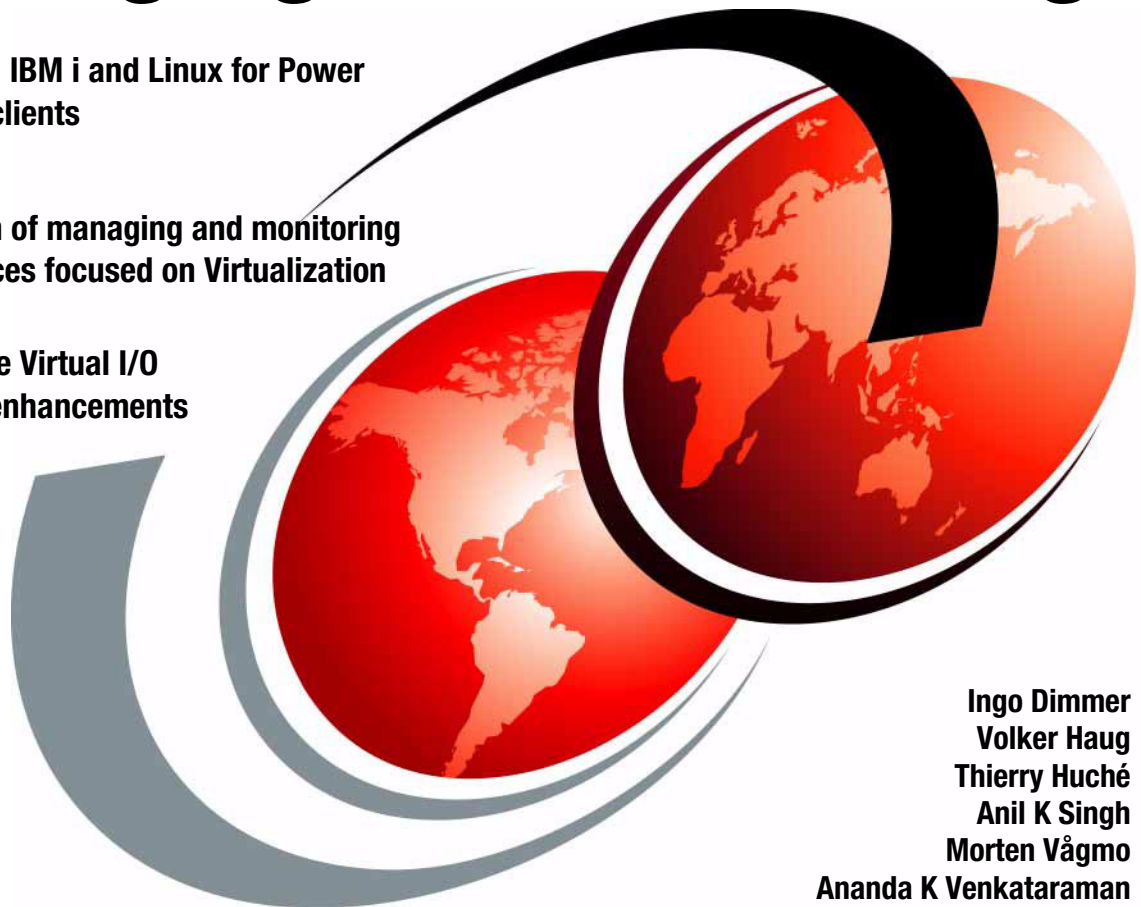 IBM i and Linux for Power
clients
of managing and monitoring
ces focused on Virtualization
e Virtual I/O
enhancements
Ingo Dimmer
Volker Haug
Thierry Huché
Anil K Singh
Morten Vågmo
Ananda K Venkataraman